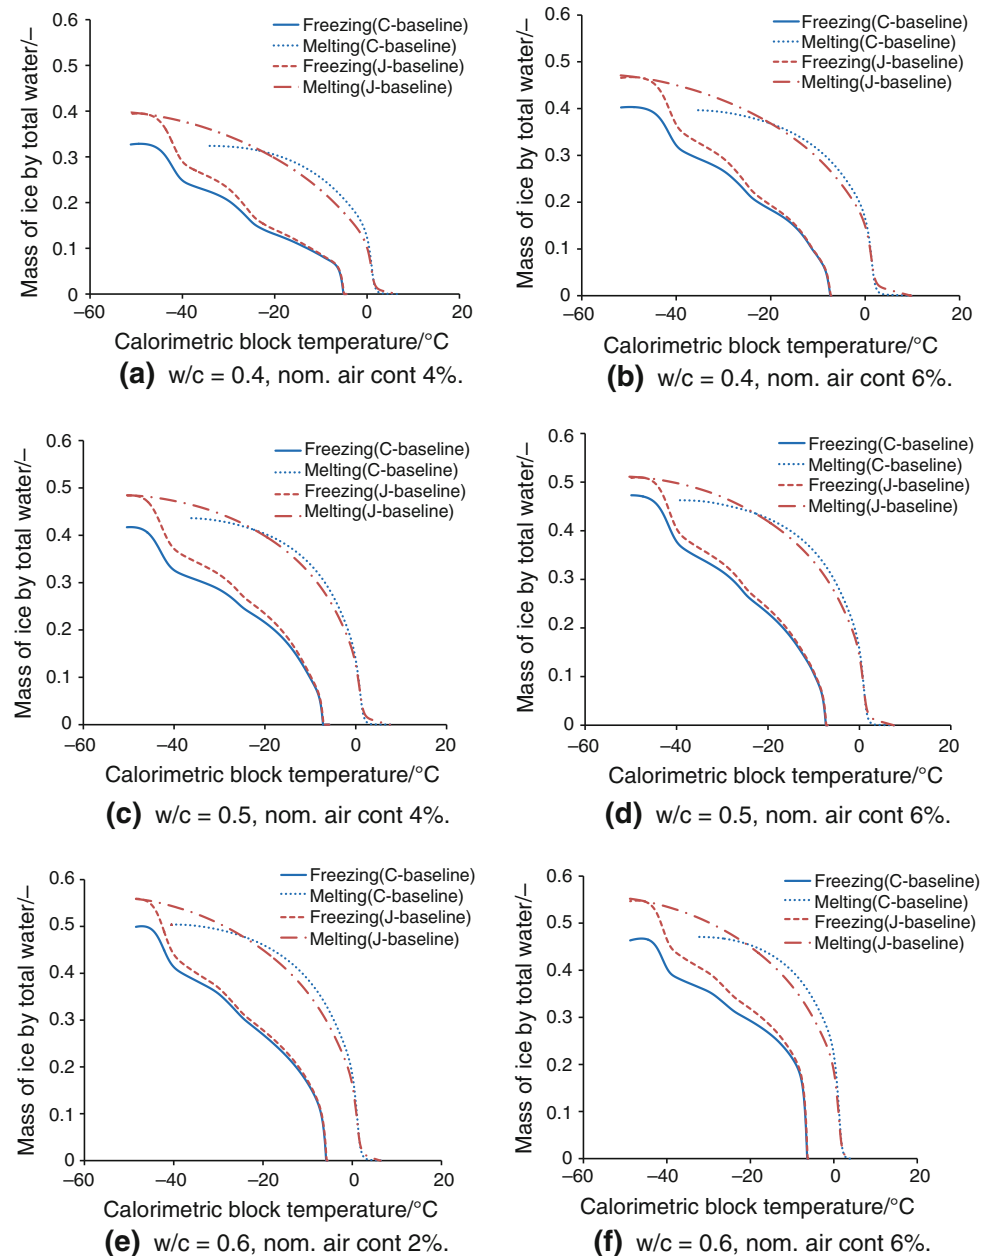 Mass of ice by total water/–
0.6
0.5
0.4
0.3
0.2
0.1
0
–60
–40
–20
0
20
Freezing(C-baseline)
Melting(C-baseline)
Freezing(J-baseline)
Melting(J-baseline)
Calorimetric block temperature/°C
(a) w/c = 0.4, nom. air cont 4%.
Mass of ice by total water/–
0.6
0.5
0.4
0.3
0.2
0.1
0
–60
–40
–20
0
20
Freezing(C-baseline)
Melting(C-baseline)
Freezing(J-baseline)
Melting(J-baseline)
Calorimetric block temperature/°C
(b) w/c = 0.4, nom. air cont 6%.
Mass of ice by total water/–
0.6
0.5
0.4
0.3
0.2
0.1
0
–60
–40
–20
0
20
Freezing(C-baseline)
Melting(C-baseline)
Freezing(J-baseline)
Melting(J-baseline)
Calorimetric block temperature/°C
(c) w/c = 0.5, nom. air cont 4%.
Mass of ice by total water/–
0.6
0.5
0.4
0.3
0.2
0.1
0
–60
–40
–20
0
20
Freezing(C-baseline)
Melting(C-baseline)
Freezing(J-baseline)
Melting(J-baseline)
Calorimetric block temperature/°C
(d) w/c = 0.5, nom. air cont 6%.
Mass of ice by total water/–
0.6
0.5
0.4
0.3
0.2
0.1
0
–60
–40
–20
0
20
Freezing(C-baseline)
Melting(C-baseline)
Freezing(J-baseline)
Melting(J-baseline)
Calorimetric block temperature/°C
(e) w/c = 0.6, nom. air cont 2%.
Mass of ice by total water/–
0.6
0.5
0.4
0.3
0.2
0.1
0
–60
–40
–20
0
20
Freezing(C-baseline)
Melting(C-baseline)
Freezing(J-baseline)
Melting(J-baseline)
Calorimetric block temperature/°C
(f) w/c = 0.6, nom. air cont 6%.